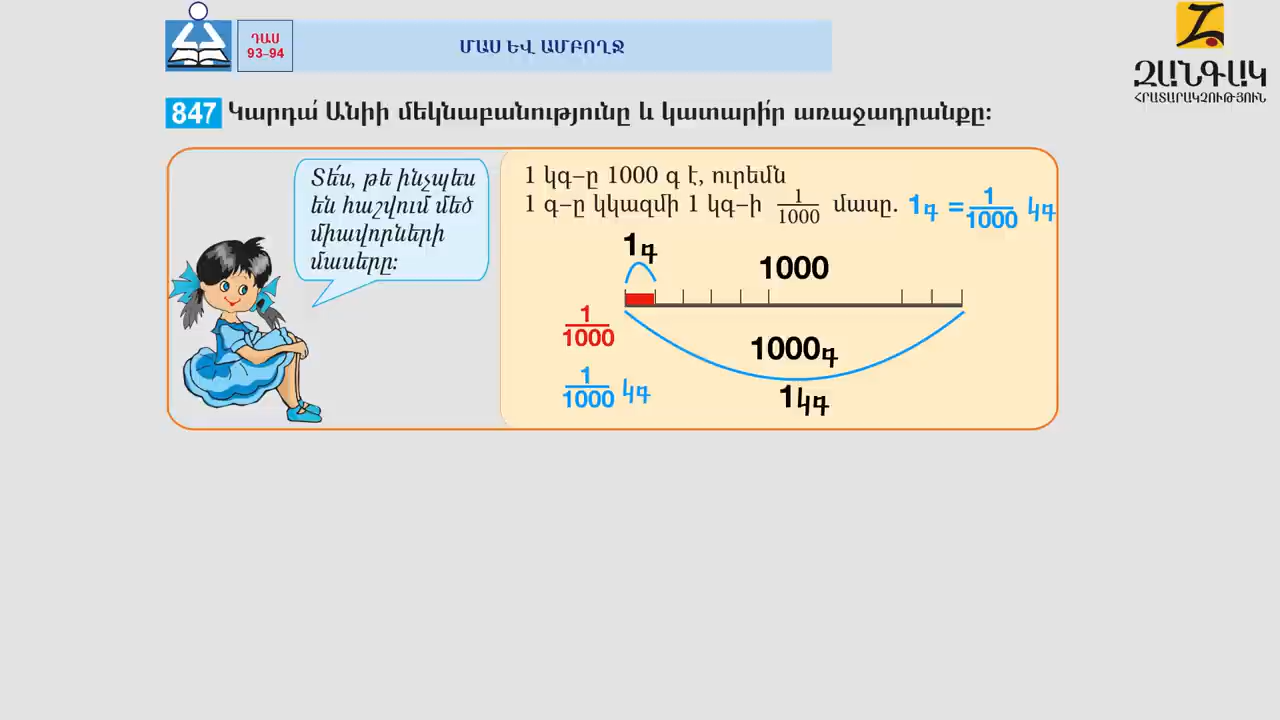 ԴԱՍ
93–94
ՄԱՍ ԵՎ ԱՄԲՈՂՋ
ԶԱՆԳԱԿ
ՀՐԱՏԱՐԱԿՉՈՒԹՅՈՒՆ
847 Կարդա՛ Անիի մեկնաբանությունը և կատարի՛ր առաջադրանքը։
Տե՛ս, թե ինչպես
են հաշվում մեծ
միավորների
մասերը։
1 կգ–ը 1000 գ է, ուրեմն
1 գ–ը կկազմի 1 կգ–ի 1/1000 մասը. 1գ = 1/1000 կգ
1գ
1000
1/1000
1000գ
1/1000 կգ
1կգ